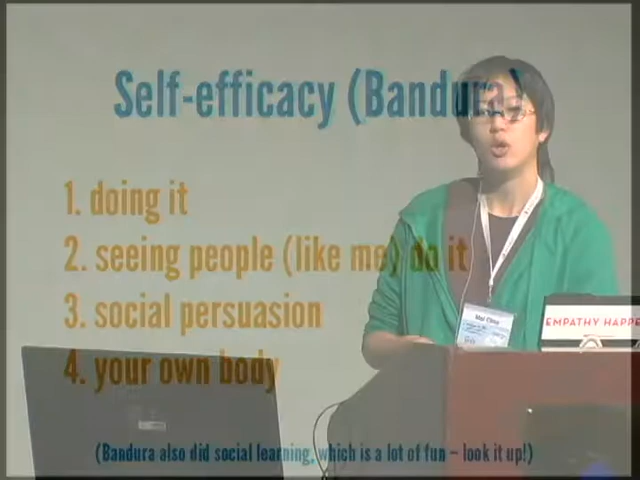 Self-efficacy (Bandura)
1. doing it
2. seeing people (like me) do it
3. social persuasion
4. your own body
EMPATHY HAPPE
(Bandura also did social learning, which is a lot of fun – look it up!)